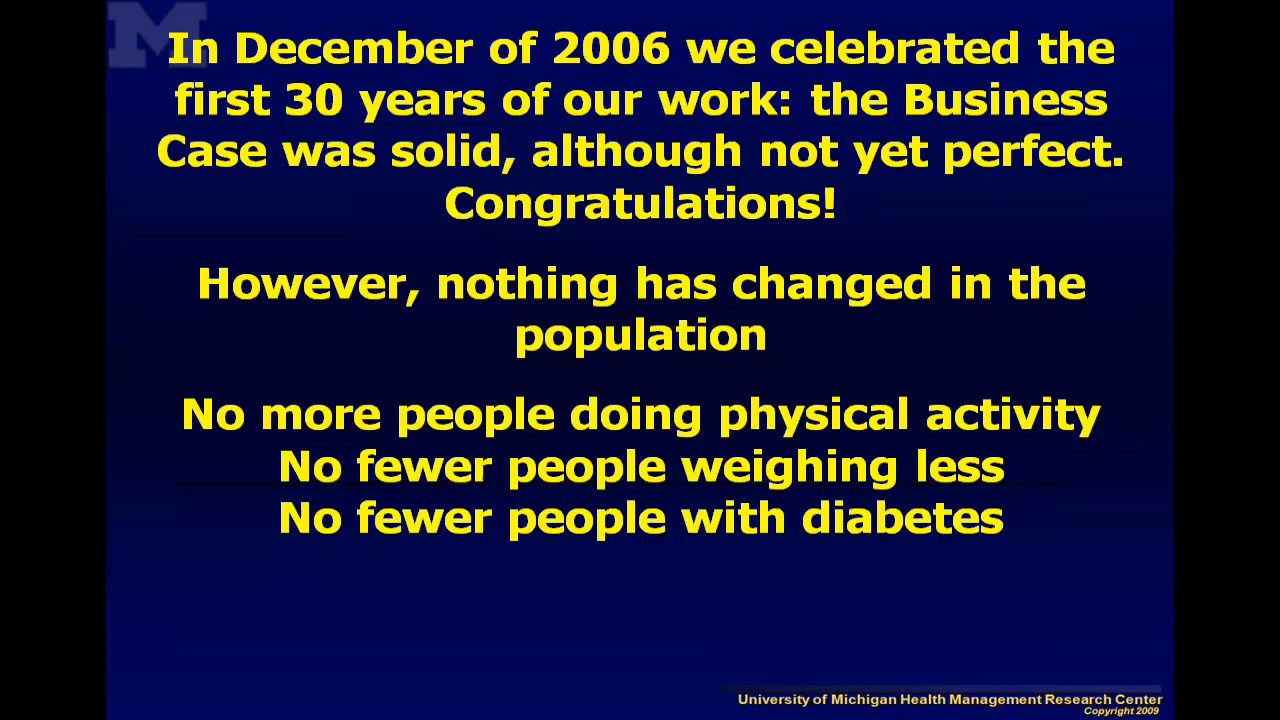 M
In December of 2006 we celebrated the
first 30 years of our work: the Business
Case was solid, although not yet perfect.
Congratulations!
However, nothing has changed in the
population
No more people doing physical activity
No fewer people weighing less
No fewer people with diabetes
University of Michigan Health Management Research Center
Copyright 2009